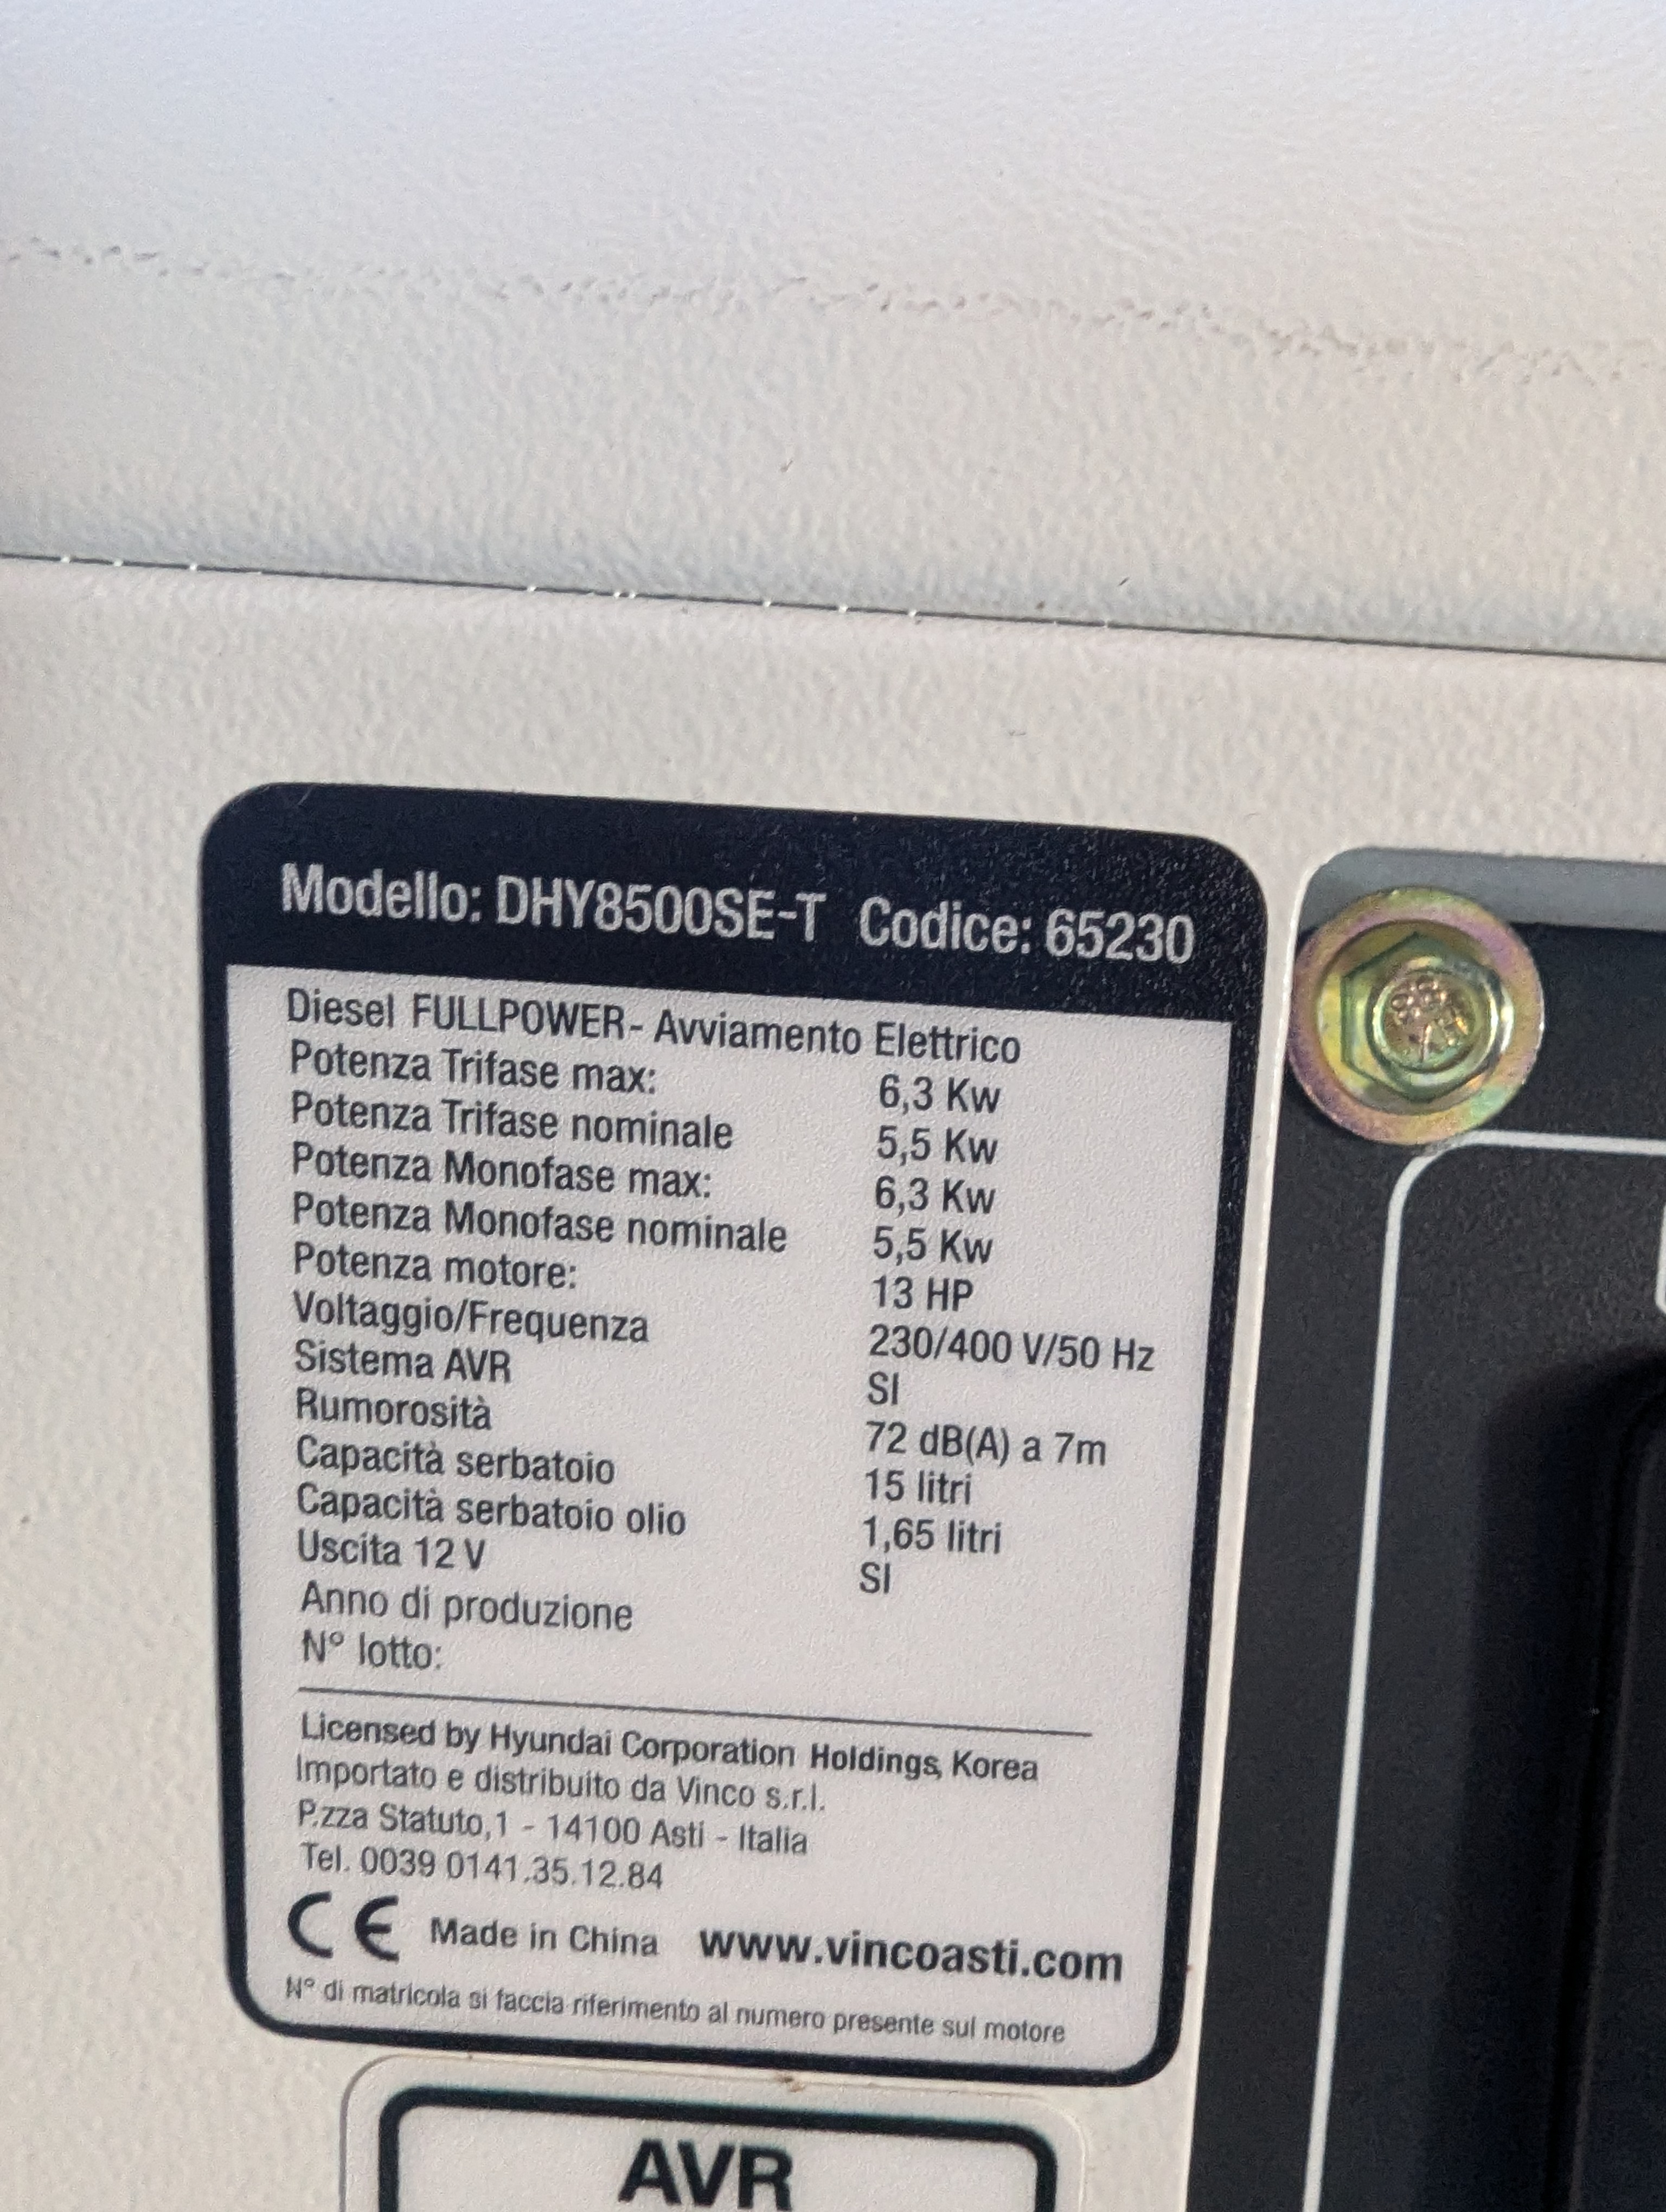 Modello: DHY8500SE-T Codice: 65230
Diesel FULLPOWER- Avviamento Elettrico
Potenza Trifase max: 6,3 Kw
Potenza Trifase nominale 5,5 Kw
Potenza Monofase max: 6,3 Kw
Potenza Monofase nominale 5,5 Kw
Potenza motore: 13 HP
Voltaggio/Frequenza 230/400 V/50 Hz
Sistema AVR SI
Rumorosità 72 dB(A) a 7m
Capacità serbatoio 15 litri
Capacità serbatoio olio 1,65 litri
Uscita 12 V SI
Anno di produzione
N° lotto:
Licensed by Hyundai Corporation Holdings, Korea
Importato e distribuito da Vinco s.r.l.
P.zza Statuto,1 - 14100 Asti - Italia
Tel. 0039 0141.35.12.84
CE Made in China www.vincoasti.com
N° di matricola si faccia riferimento al numero presente sul motore
AVR